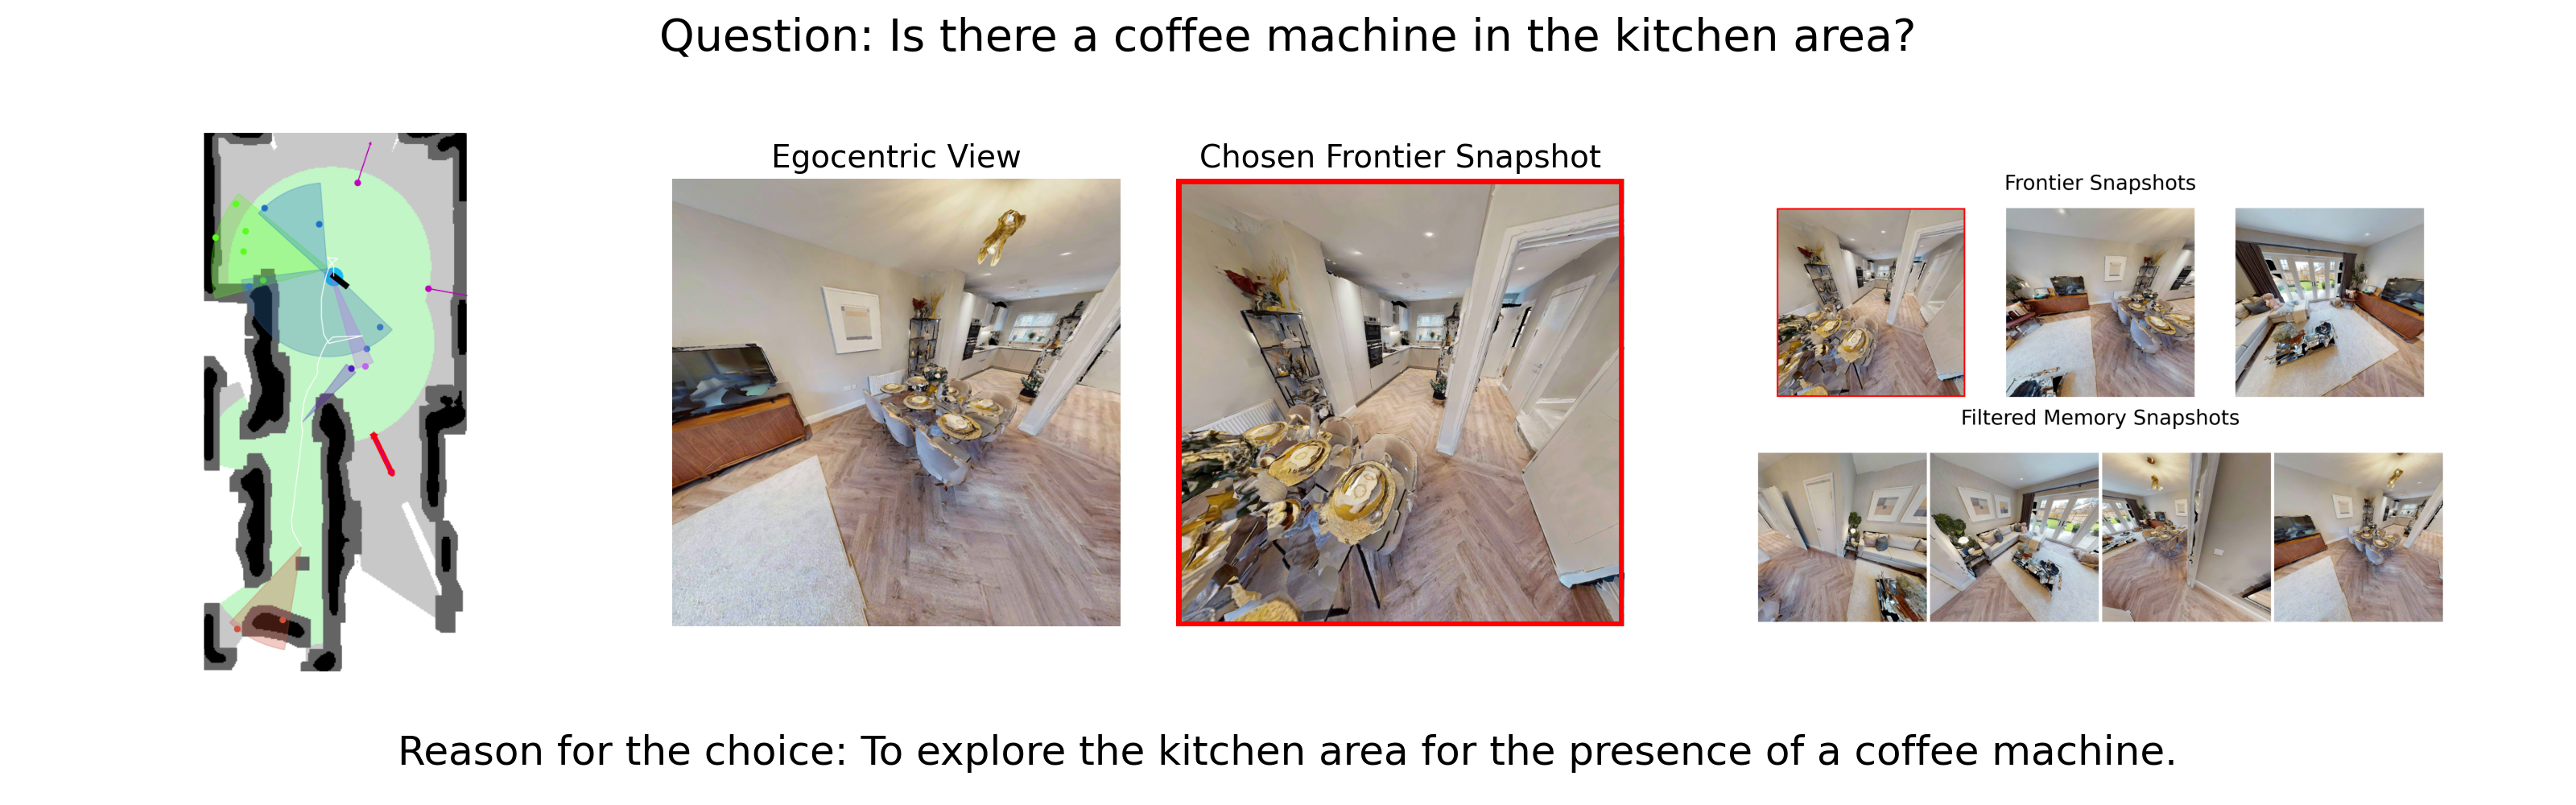 Question: Is there a coffee machine in the kitchen area?
Egocentric View
Chosen Frontier Snapshot
Frontier Snapshots
Filtered Memory Snapshots
Reason for the choice: To explore the kitchen area for the presence of a coffee machine.